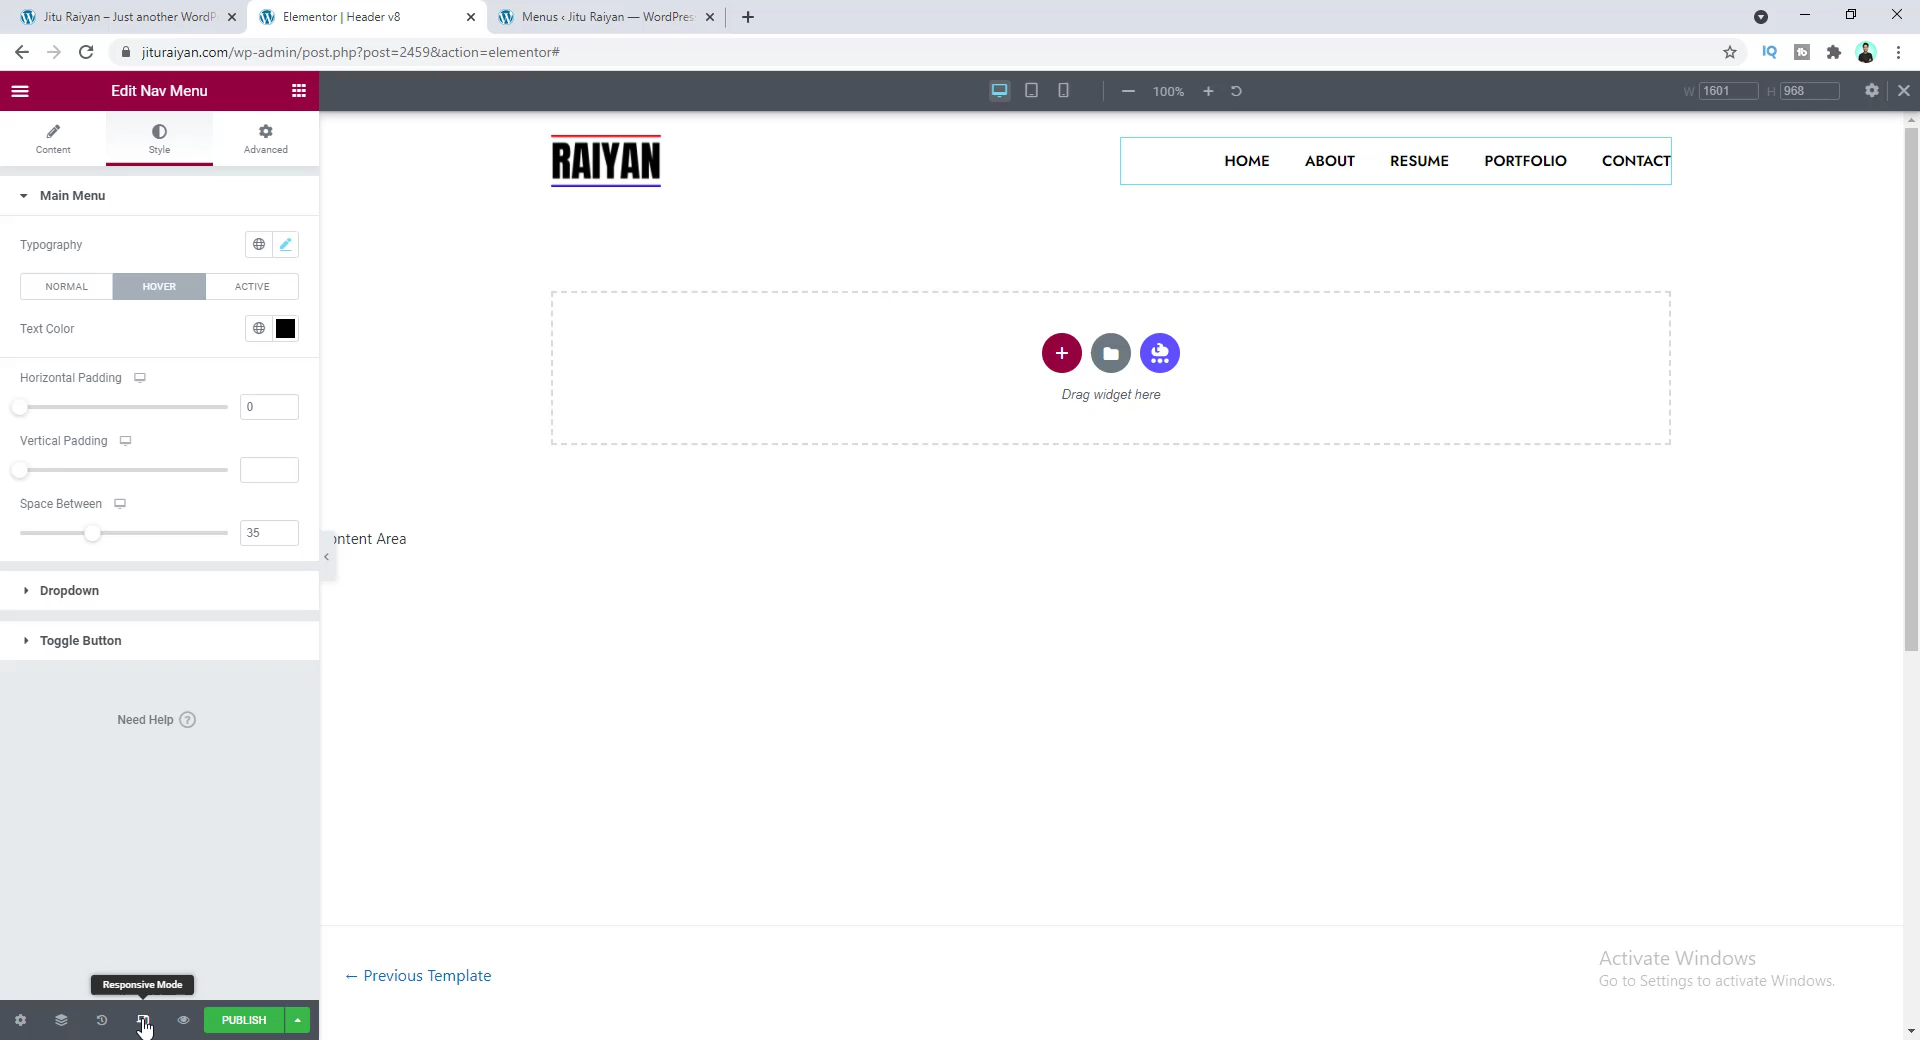 Jitu Raiyan – Just another WordP
Elementor | Header v8
Menus ‹ Jitu Raiyan — WordPres
jituraiyan.com/wp-admin/post.php?post=2459&action=elementor#
IQ
tb
Edit Nav Menu
100%
W 1601 H 968
Content
Style
Advanced
RAIYAN
HOME ABOUT RESUME PORTFOLIO CONTACT
Main Menu
Typography
NORMAL HOVER ACTIVE
Text Color
Horizontal Padding
0
Vertical Padding
Space Between
35
Drag widget here
ontent Area
Dropdown
Toggle Button
Need Help ?
← Previous Template
Activate Windows
Go to Settings to activate Windows.
Responsive Mode
PUBLISH